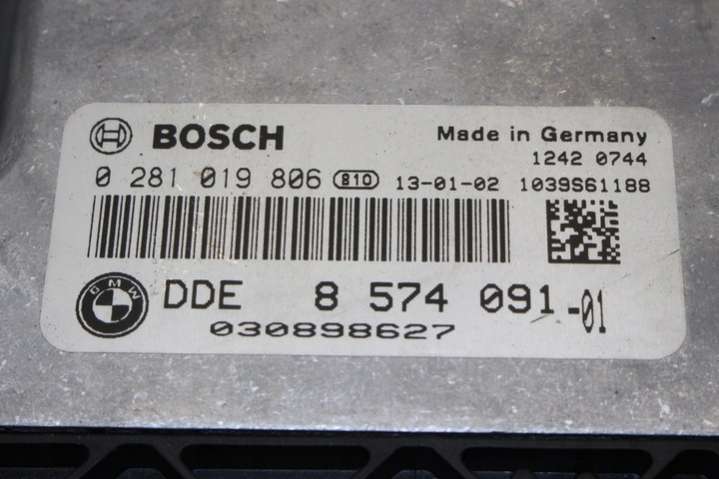 BOSCH Made in Germany
1242 0744
0 281 019 806 810 13-01-02 1039S61188
BMW DDE 8 574 091-01
030898627